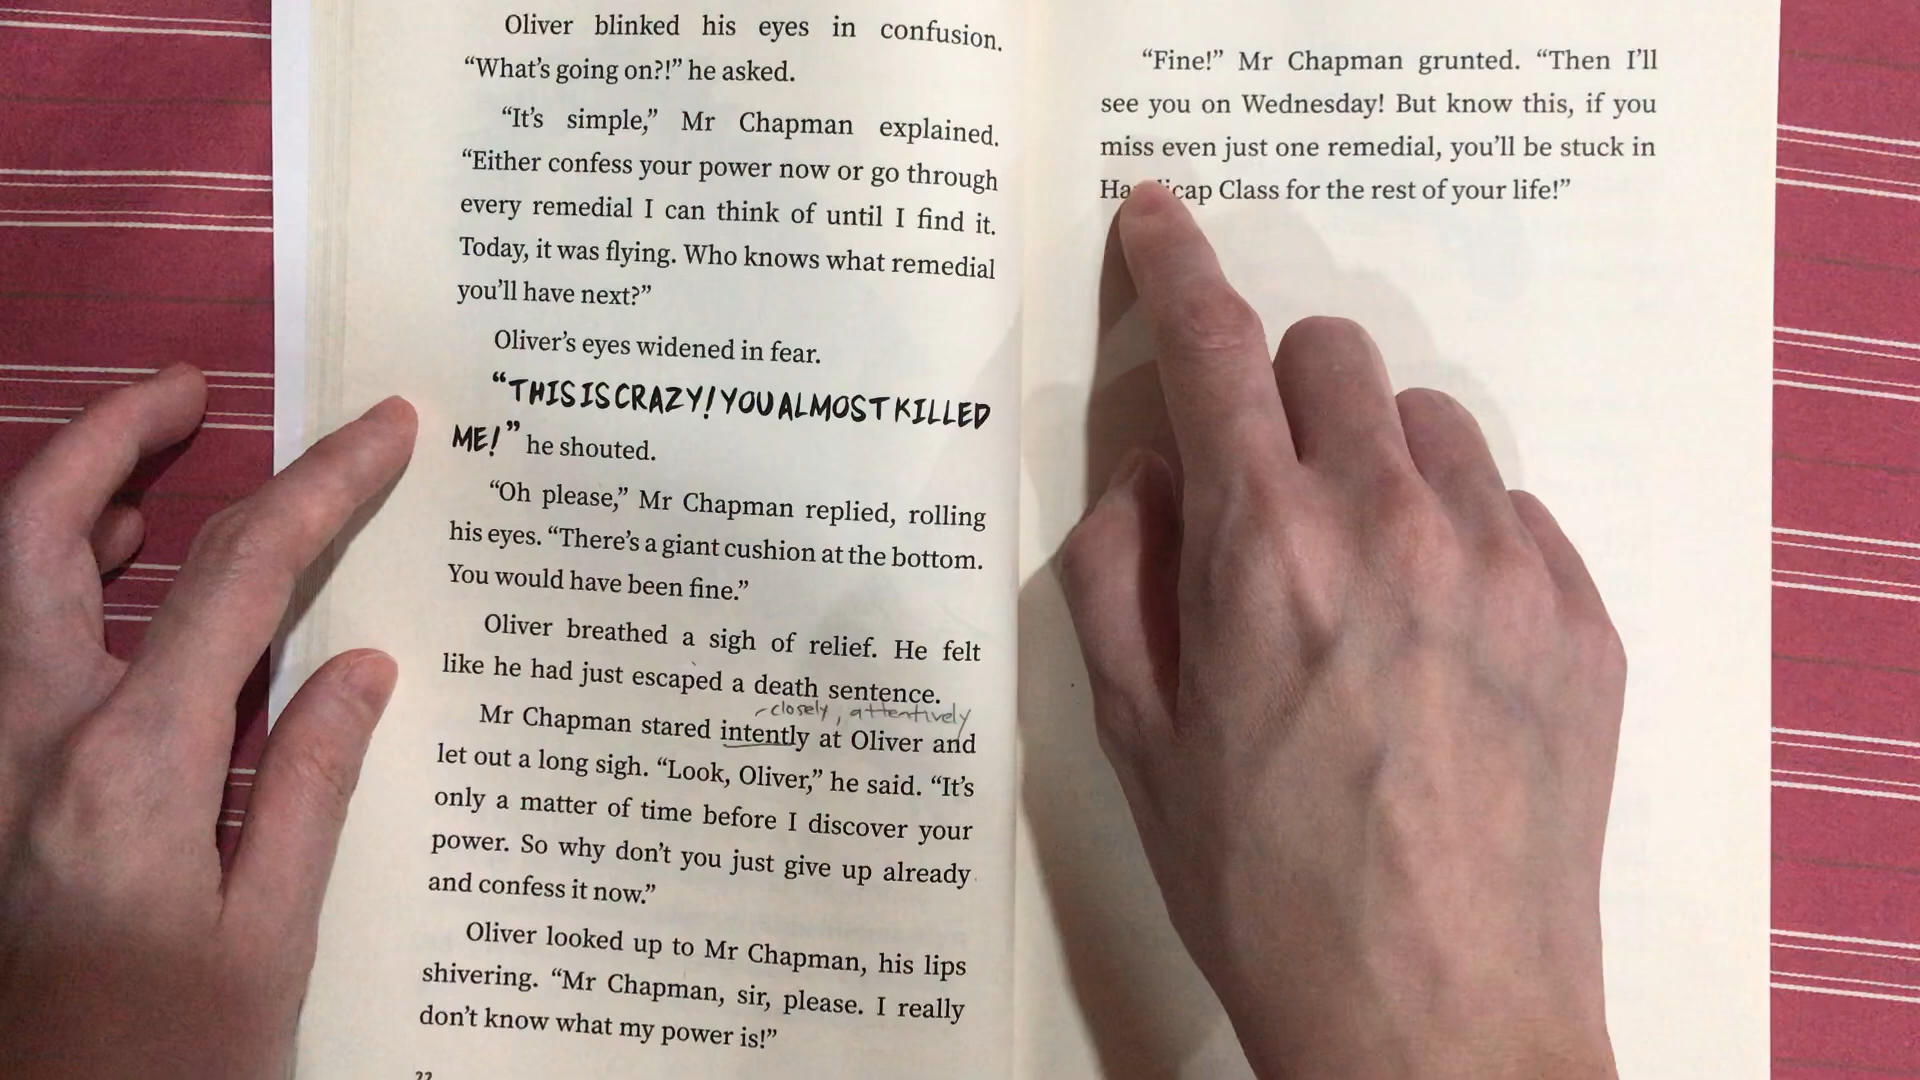 Oliver blinked his eyes in confusion.
“What’s going on?!” he asked.
“It’s simple,” Mr Chapman explained.
“Either confess your power now or go through
every remedial I can think of until I find it.
Today, it was flying. Who knows what remedial
you’ll have next?”
Oliver’s eyes widened in fear.
“THIS IS CRAZY! YOU ALMOST KILLED
ME!” he shouted.
“Oh please,” Mr Chapman replied, rolling
his eyes. “There’s a giant cushion at the bottom.
You would have been fine.”
Oliver breathed a sigh of relief. He felt
like he had just escaped a death sentence.
closely, attentively
Mr Chapman stared intently at Oliver and
let out a long sigh. “Look, Oliver,” he said. “It’s
only a matter of time before I discover your
power. So why don’t you just give up already
and confess it now.”
Oliver looked up to Mr Chapman, his lips
shivering. “Mr Chapman, sir, please. I really
don’t know what my power is!”
22
“Fine!” Mr Chapman grunted. “Then I’ll
see you on Wednesday! But know this, if you
miss even just one remedial, you’ll be stuck in
Class for the rest of your life!”